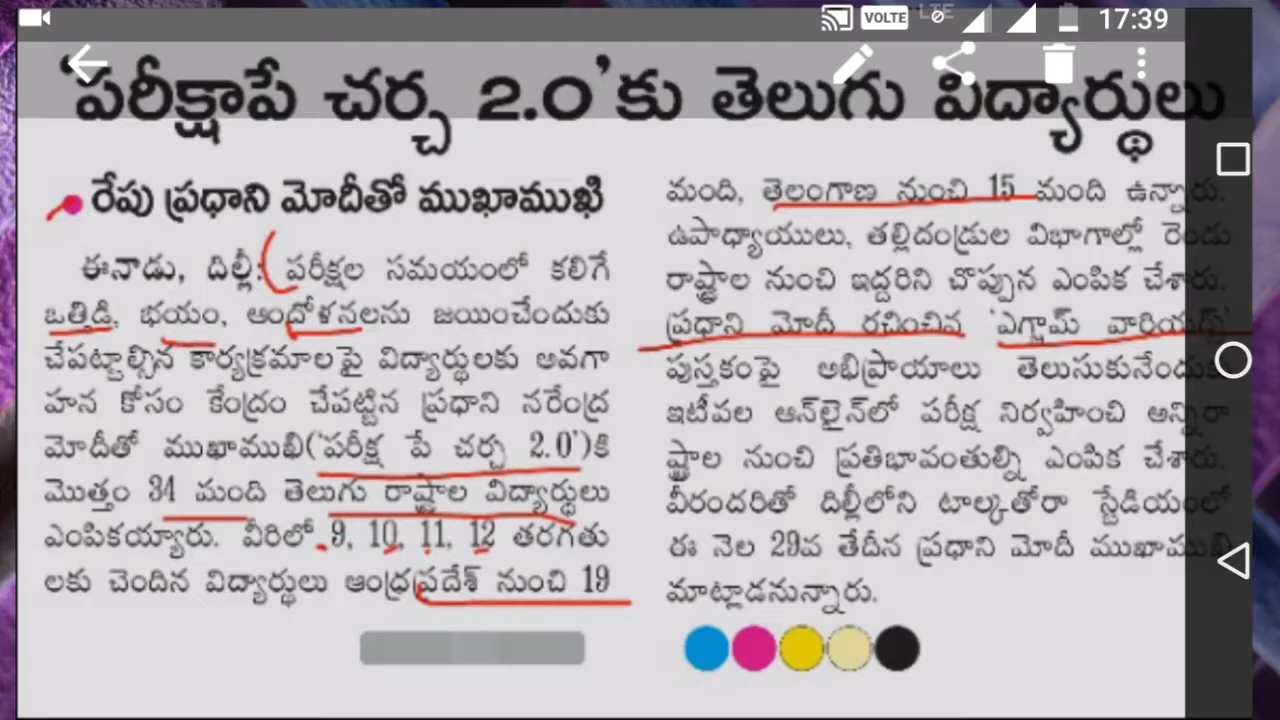 VOLTE LTE 17:39
‘పరీక్షాపే చర్చ 2.0’కు తెలుగు విద్యార్థులు
రేపు ప్రధాని మోదీతో ముఖాముఖి
ఈనాడు, దిల్లీ: పరీక్షల సమయంలో కలిగే
ఒత్తిడి, భయం, ఆందోళనలను జయించేందుకు
చేపట్టాల్సిన కార్యక్రమాలపై విద్యార్థులకు అవగా
హన కోసం కేంద్రం చేపట్టిన ప్రధాని నరేంద్ర
మోదీతో ముఖాముఖి(‘పరీక్ష పే చర్చ 2.0’)కి
మొత్తం 34 మంది తెలుగు రాష్ట్రాల విద్యార్థులు
ఎంపికయ్యారు. వీరిలో 9, 10, 11, 12 తరగతు
లకు చెందిన విద్యార్థులు ఆంధ్రప్రదేశ్ నుంచి 19
మంది, తెలంగాణ నుంచి 15 మంది ఉన్నారు.
ఉపాధ్యాయులు, తల్లిదండ్రుల విభాగాల్లో రెండు
రాష్ట్రాల నుంచి ఇద్దరిని చొప్పున ఎంపిక చేశారు.
ప్రధాని మోదీ రచించిన ‘ఎగ్జామ్ వారియర్స్’
పుస్తకంపై అభిప్రాయాలు తెలుసుకునేందుకు
ఇటీవల ఆన్‌లైన్‌లో పరీక్ష నిర్వహించి అన్నిరా
ష్ట్రాల నుంచి ప్రతిభావంతుల్ని ఎంపిక చేశారు.
వీరందరితో దిల్లీలోని టాల్కతోరా స్టేడియంలో
ఈ నెల 29వ తేదీన ప్రధాని మోదీ ముఖాముఖి
మాట్లాడనున్నారు.